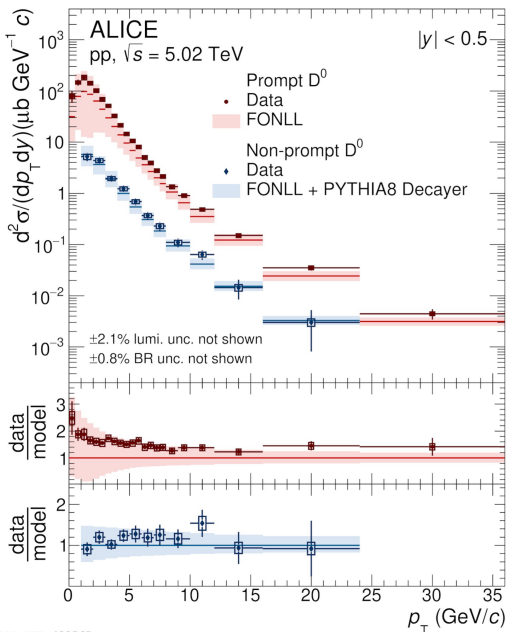 ALICE
pp, √s = 5.02 TeV
|y| < 0.5
Prompt D⁰
Data
FONLL
Non-prompt D⁰
Data
FONLL + PYTHIA8 Decayer
±2.1% lumi. unc. not shown
±0.8% BR unc. not shown
d²σ/(dp_T dy)(μb GeV⁻¹ c)
10³
10²
10
1
10⁻¹
10⁻²
10⁻³
data
model
3
2
1
data
model
2
1
0 5 10 15 20 25 30 35
p_T (GeV/c)